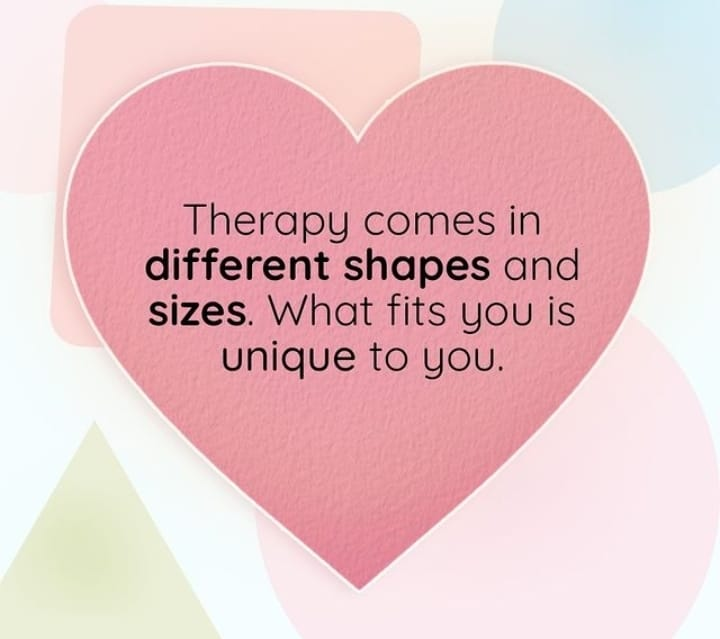 Therapy comes in
different shapes and
sizes. What fits you is
unique to you.